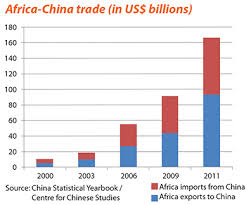 Africa-China trade (in US$ billions)
180
160
140
120
100
80
60
40
20
0
2000 2003 2006 2009 2011
Source: China Statistical Yearbook /
Centre for Chinese Studies
Africa imports from China
Africa exports to China